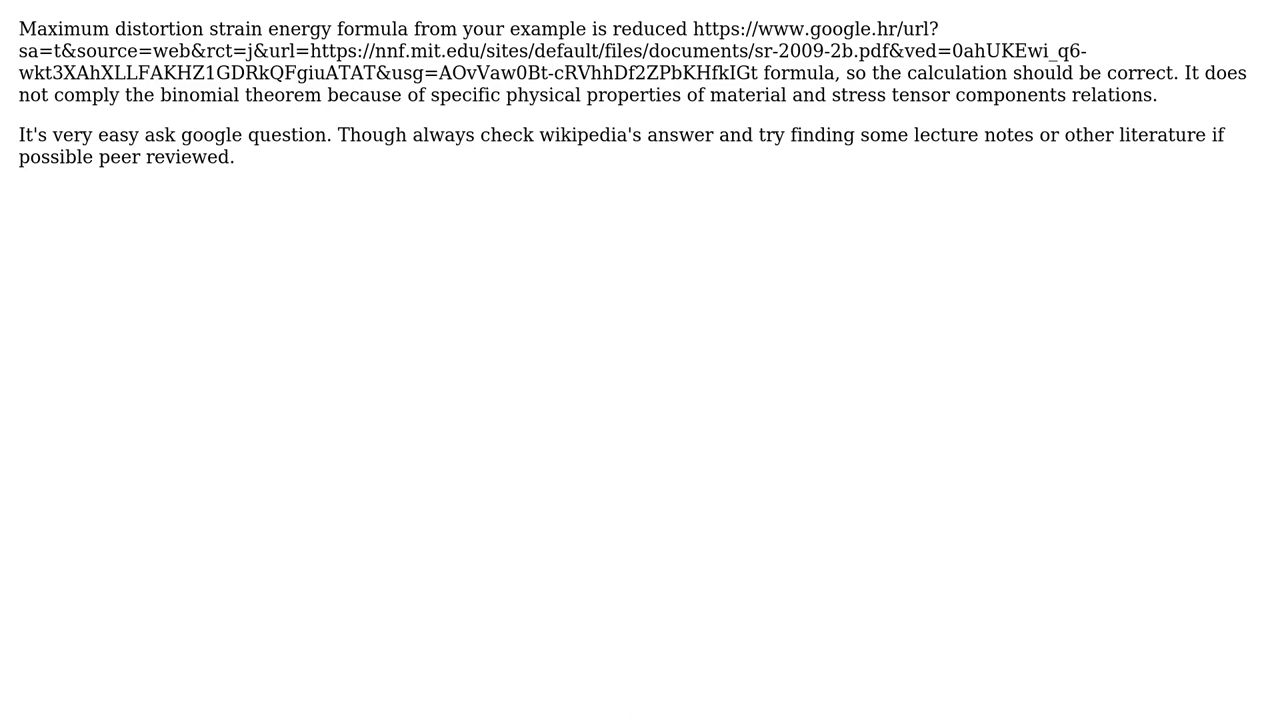 Maximum distortion strain energy formula from your example is reduced https://www.google.hr/url?
sa=t&source=web&rct=j&url=https://nnf.mit.edu/sites/default/files/documents/sr-2009-2b.pdf&ved=0ahUKEwi_q6-
wkt3XAhXLLFAKHZ1GDRkQFgiuATAT&usg=AOvVaw0Bt-cRVhhDf2ZPbKHfkIGt formula, so the calculation should be correct. It does
not comply the binomial theorem because of specific physical properties of material and stress tensor components relations.
It's very easy ask google question. Though always check wikipedia's answer and try finding some lecture notes or other literature if
possible peer reviewed.